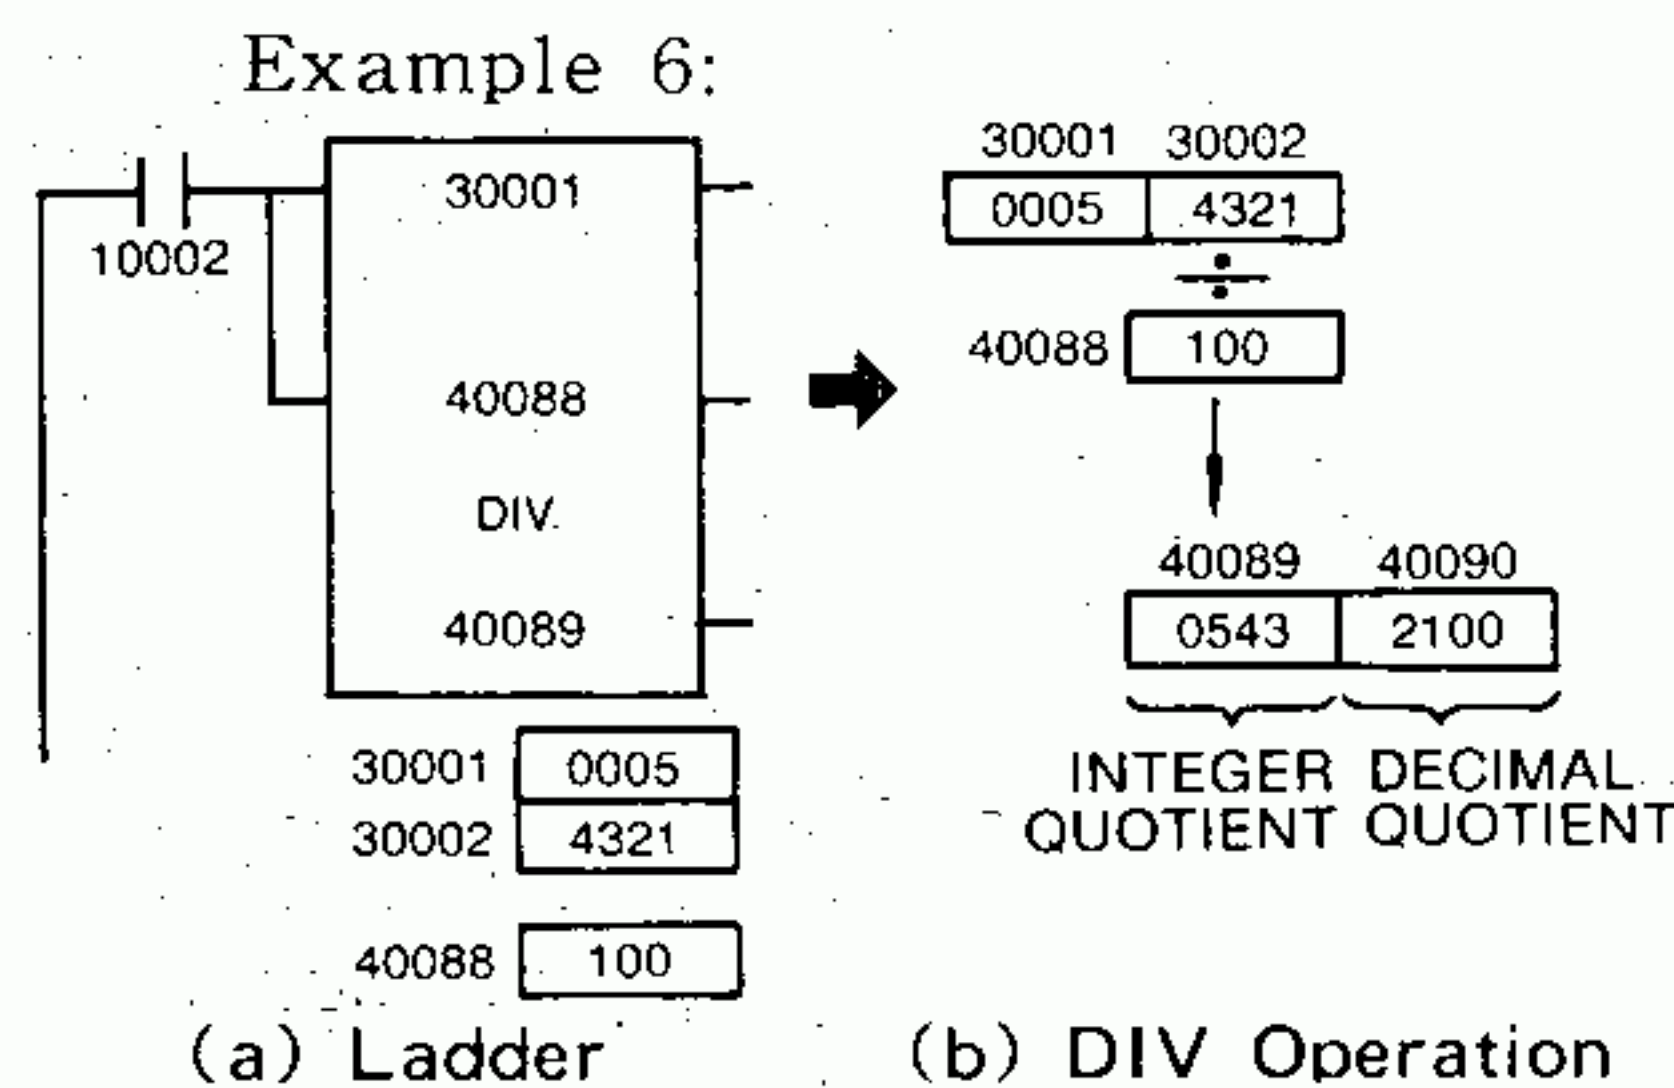 Example 6:
10002
30001
40088
DIV
40089
30001 0005
30002 4321
40088 100
(a) Ladder
30001 30002
0005 4321
÷
40088 100
40089 40090
0543 2100
INTEGER DECIMAL
QUOTIENT QUOTIENT
(b) DIV Operation